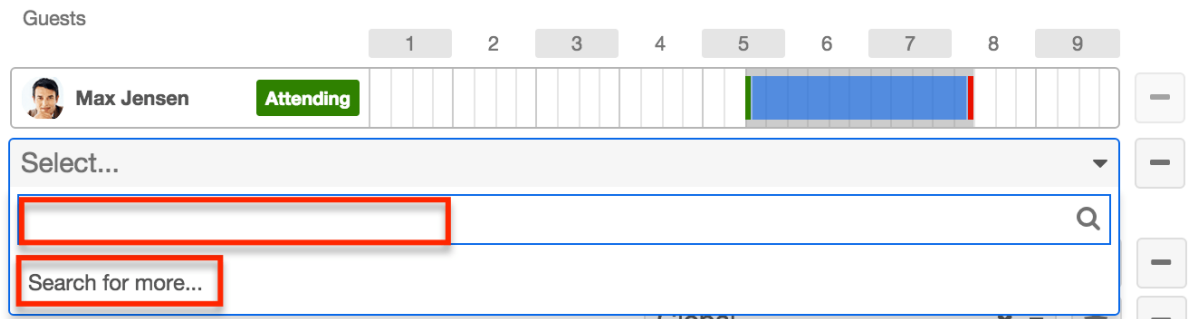 Guests
1 2 3 4 5 6 7 8 9
Max Jensen Attending
Select...
Search for more...